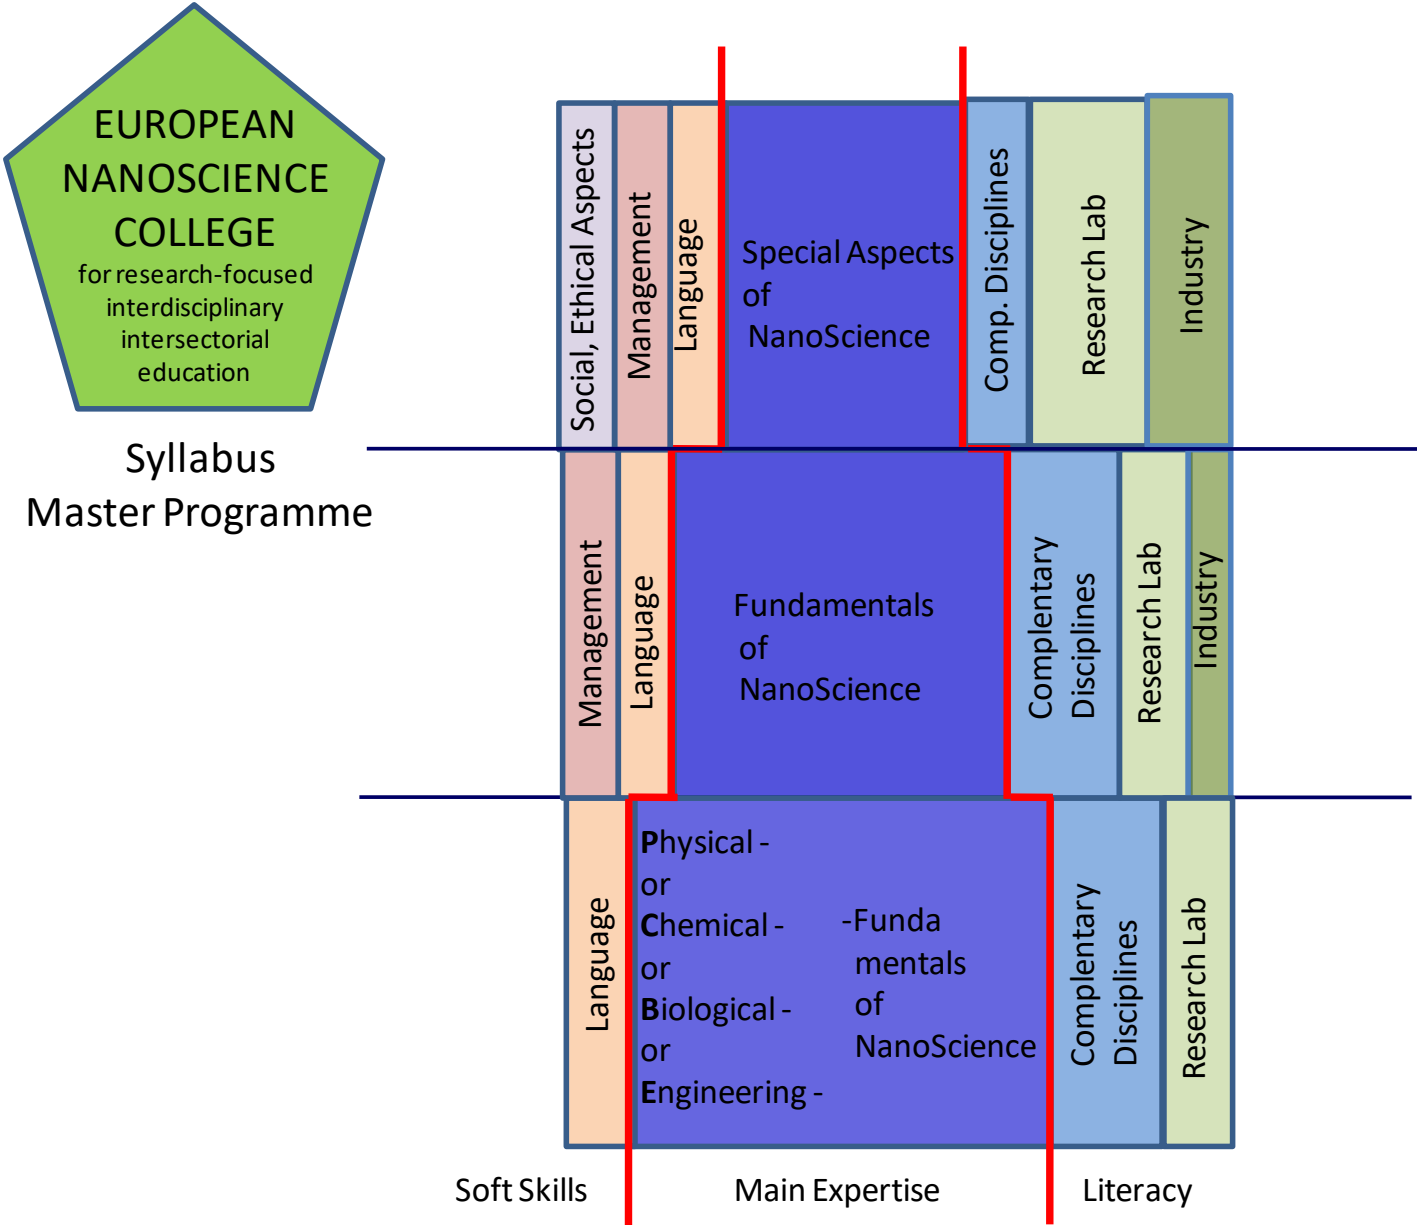 EUROPEAN
NANOSCIENCE
COLLEGE
for research-focused
interdisciplinary
intersectorial
education
Syllabus
Master Programme
Social, Ethical Aspects
Management
Language
Special Aspects
of
NanoScience
Comp. Disciplines
Research Lab
Industry
Management
Language
Fundamentals
of
NanoScience
Complentary
Disciplines
Research Lab
Industry
Language
Physical -
or
Chemical -
or
Biological -
or
Engineering -
-Funda
mentals
of
NanoScience
Complentary
Disciplines
Research Lab
Soft Skills
Main Expertise
Literacy